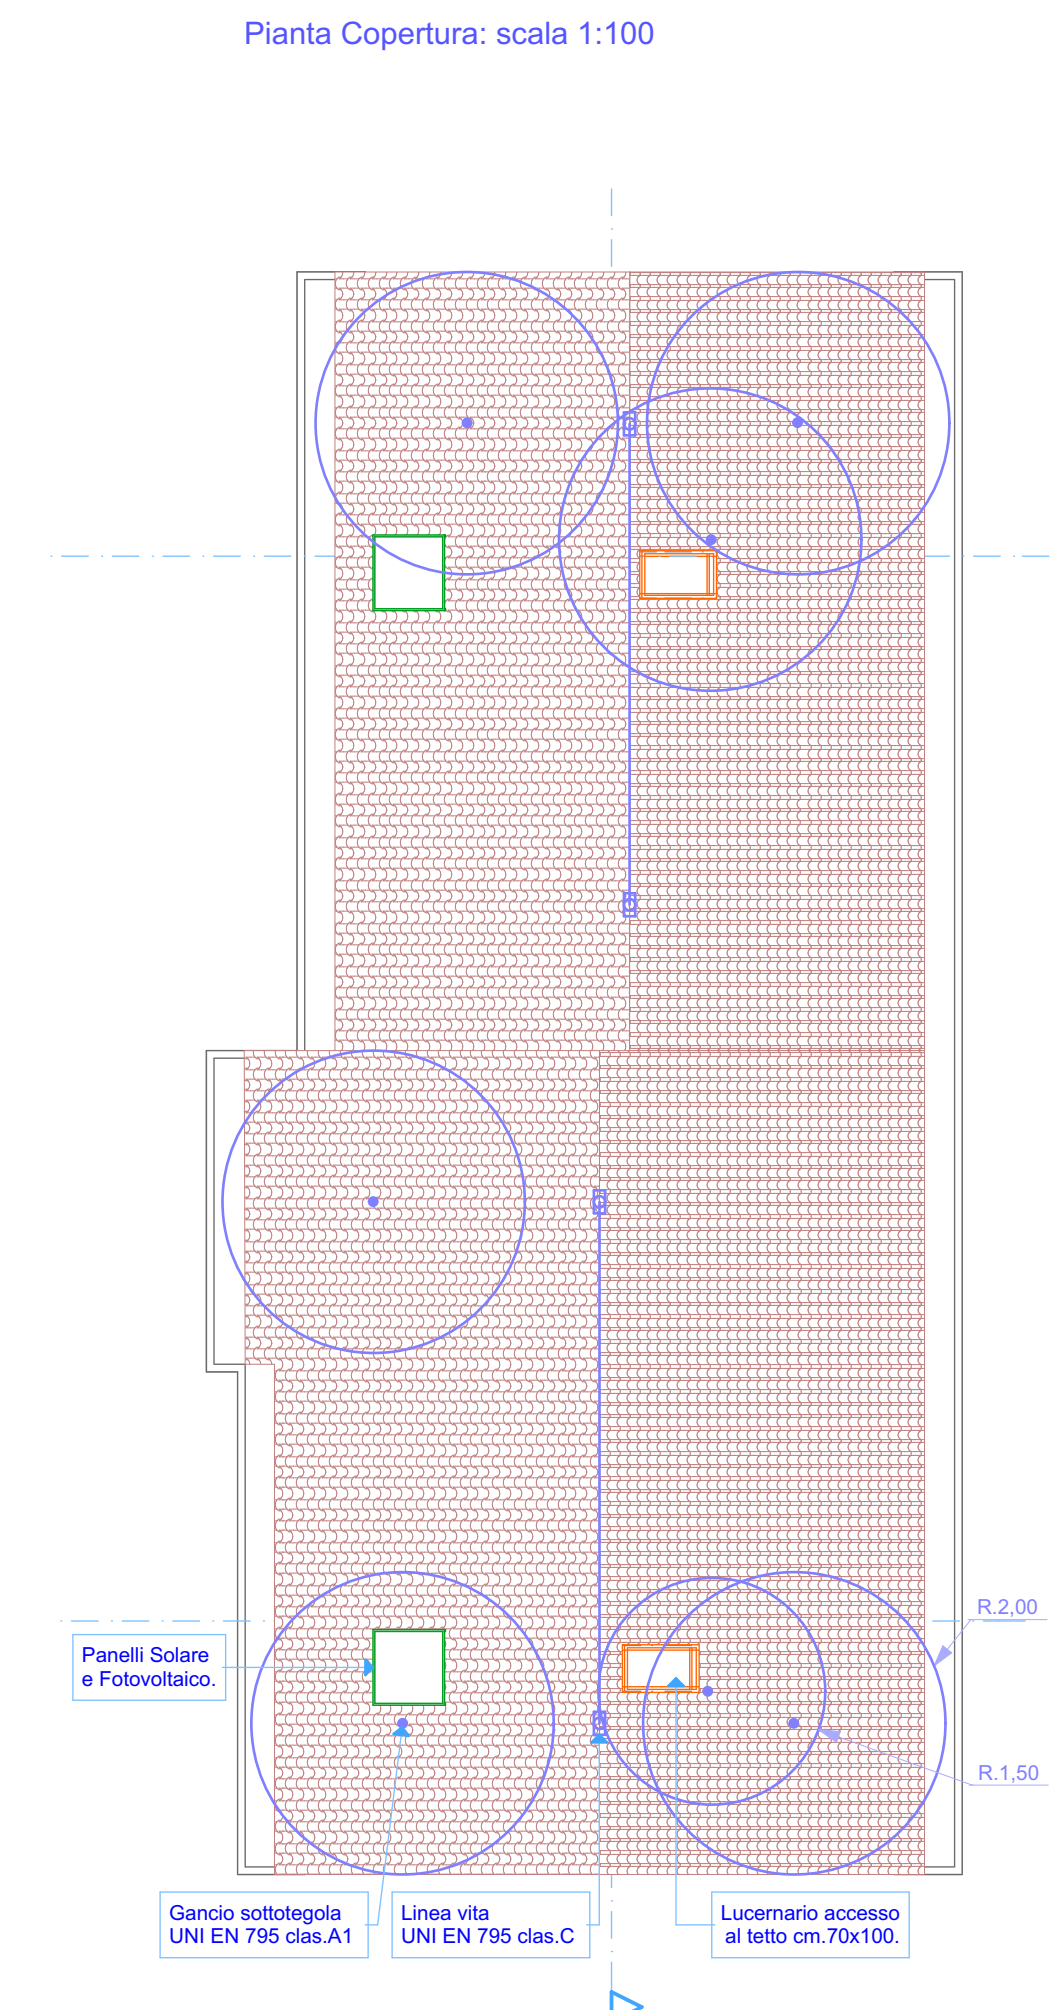 Pianta Copertura: scala 1:100
R.2,00
Panelli Solare
e Fotovoltaico.
R.1,50
Gancio sottotegola
UNI EN 795 clas.A1
Linea vita
UNI EN 795 clas.C
Lucernario accesso
al tetto cm.70x100.